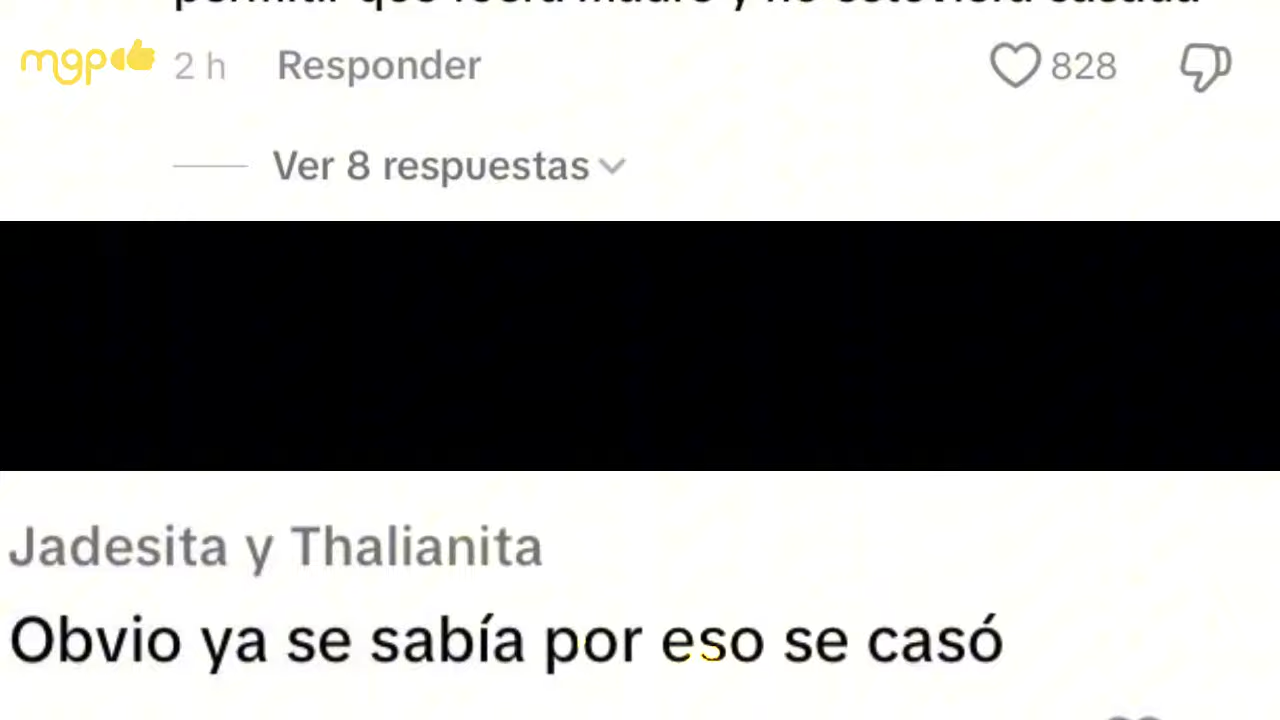 mgp
2 h Responder 828
Ver 8 respuestas
Jadesita y Thalianita
Obvio ya se sabía por eso se casó